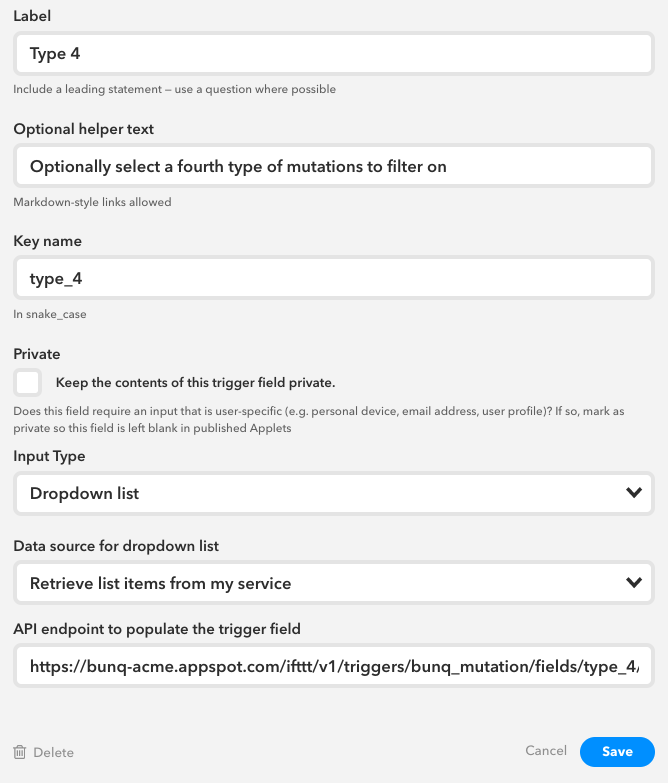 Label
Type 4
Include a leading statement – use a question where possible
Optional helper text
Optionally select a fourth type of mutations to filter on
Markdown-style links allowed
Key name
type_4
In snake_case
Private
Keep the contents of this trigger field private.
Does this field require an input that is user-specific (e.g. personal device, email address, user profile)? If so, mark as
private so this field is left blank in published Applets
Input Type
Dropdown list
Data source for dropdown list
Retrieve list items from my service
API endpoint to populate the trigger field
https://bunq-acme.appspot.com/ifttt/v1/triggers/bunq_mutation/fields/type_4/
Delete
Cancel
Save